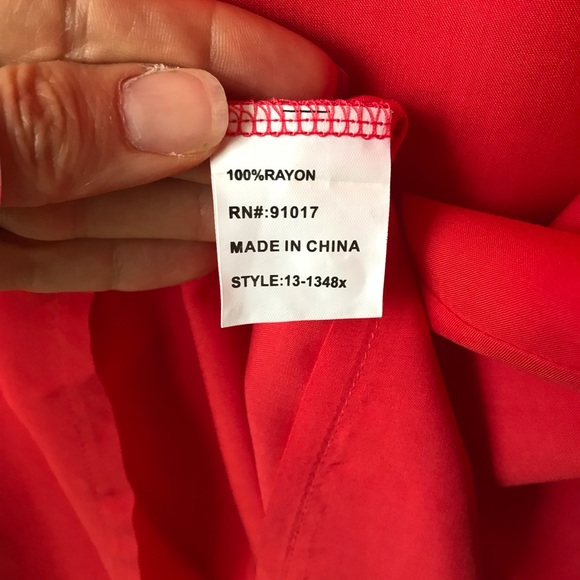 100%RAYON
RN#:91017
MADE IN CHINA
STYLE:13-1348x